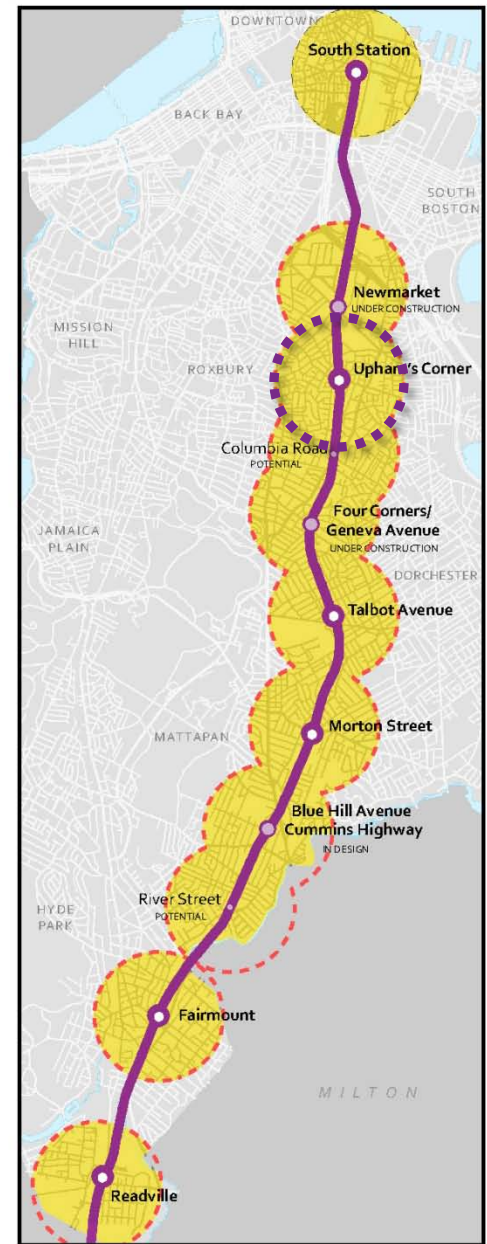 DOWNTOWN
South Station
BACK BAY
SOUTH
BOSTON
Newmarket
UNDER CONSTRUCTION
MISSION
HILL
ROXBURY
Upham's Corner
Columbia Road
POTENTIAL
Four Corners/
Geneva Avenue
UNDER CONSTRUCTION
JAMAICA
PLAIN
DORCHESTER
Talbot Avenue
Morton Street
MATTAPAN
Blue Hill Avenue
Cummins Highway
IN DESIGN
River Street
POTENTIAL
HYDE
PARK
Fairmount
MILTON
Readville